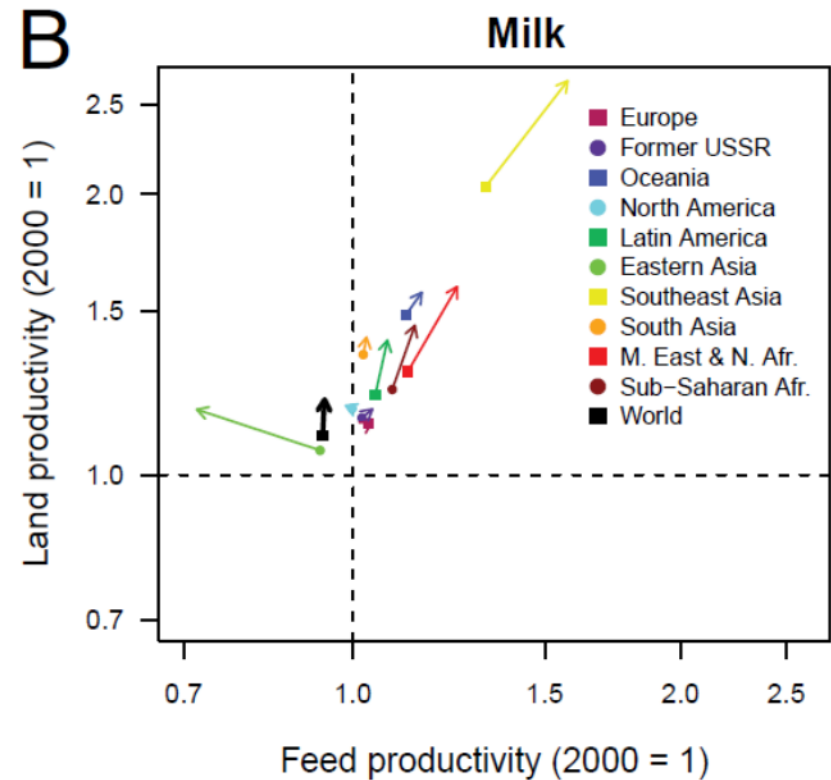 B
Milk
Land productivity (2000 = 1)
2.5
2.0
1.5
1.0
0.7
Europe
Former USSR
Oceania
North America
Latin America
Eastern Asia
Southeast Asia
South Asia
M. East & N. Afr.
Sub−Saharan Afr.
World
0.7 1.0 1.5 2.0 2.5
Feed productivity (2000 = 1)